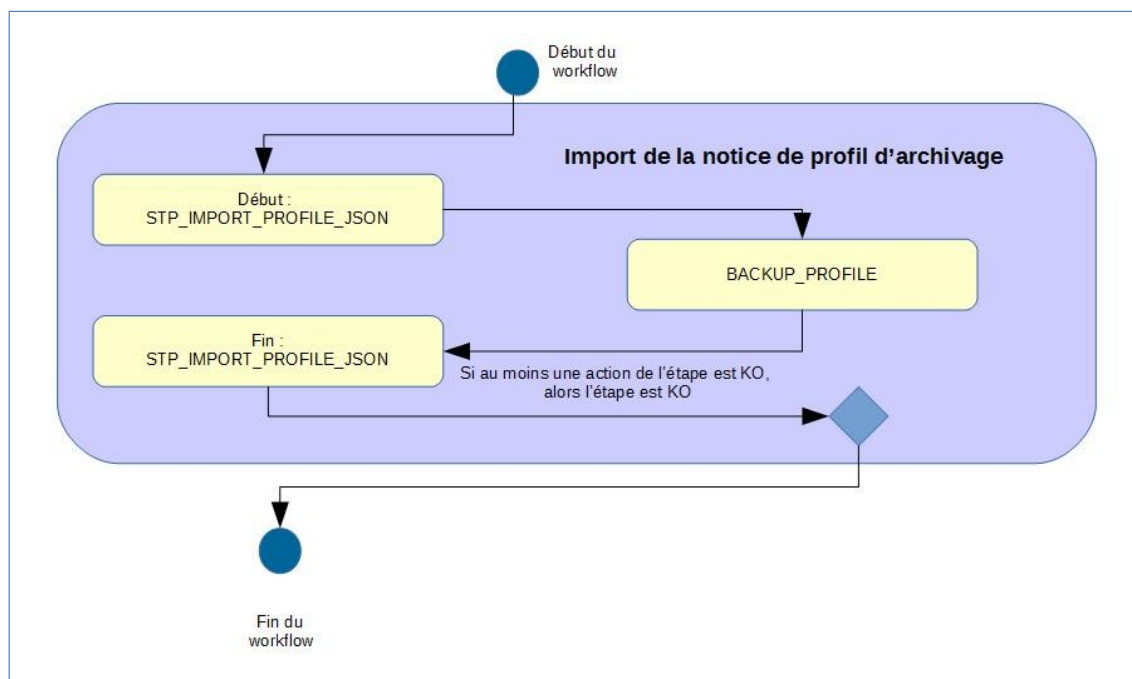 Début du
workflow
Import de la notice de profil d’archivage
Début :
STP_IMPORT_PROFILE_JSON
BACKUP_PROFILE
Fin :
STP_IMPORT_PROFILE_JSON
Si au moins une action de l’étape est KO,
alors l’étape est KO
Fin du
workflow